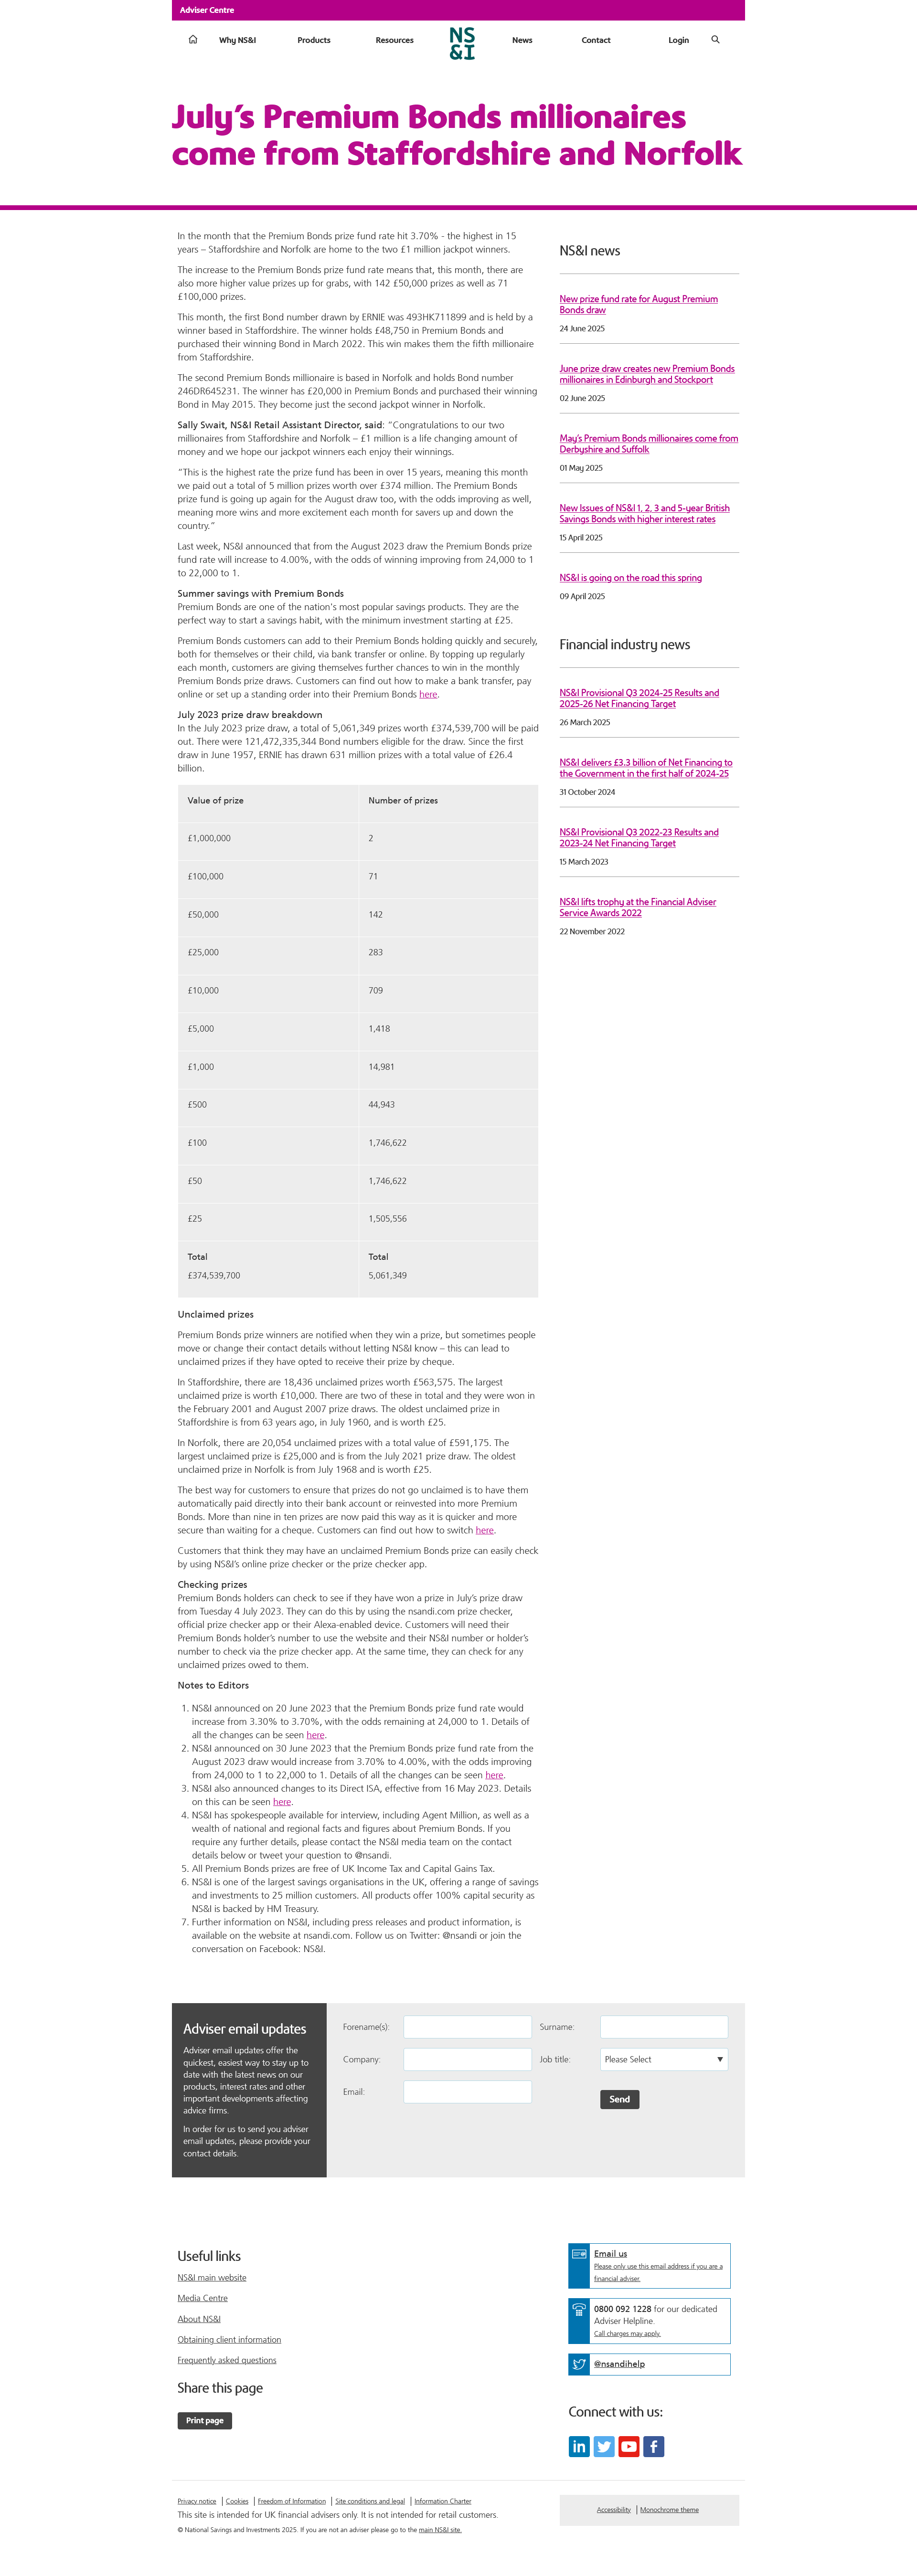 Adviser Centre
Why NS&I
Products
Resources
NS&I
News
Contact
Login
July's Premium Bonds millionaires
come from Staffordshire and Norfolk
In the month that the Premium Bonds prize fund rate hit 3.70% - the highest in 15
years – Staffordshire and Norfolk are home to the two £1 million jackpot winners.
The increase to the Premium Bonds prize fund rate means that, this month, there are
also more higher value prizes up for grabs, with 142 £50,000 prizes as well as 71
£100,000 prizes.
This month, the first Bond number drawn by ERNIE was 493HK711899 and is held by a
winner based in Staffordshire. The winner holds £48,750 in Premium Bonds and
purchased their winning Bond in March 2022. This win makes them the fifth millionaire
from Staffordshire.
The second Premium Bonds millionaire is based in Norfolk and holds Bond number
246DR645231. The winner has £20,000 in Premium Bonds and purchased their winning
Bond in May 2015. They become just the second jackpot winner in Norfolk.
Sally Swait, NS&I Retail Assistant Director, said: “Congratulations to our two
millionaires from Staffordshire and Norfolk – £1 million is a life changing amount of
money and we hope our jackpot winners each enjoy their winnings.
“This is the highest rate the prize fund has been in over 15 years, meaning this month
we paid out a total of 5 million prizes worth over £374 million. The Premium Bonds
prize fund is going up again for the August draw too, with the odds improving as well,
meaning more wins and more excitement each month for savers up and down the
country.”
Last week, NS&I announced that from the August 2023 draw the Premium Bonds prize
fund rate will increase to 4.00%, with the odds of winning improving from 24,000 to 1
to 22,000 to 1.
Summer savings with Premium Bonds
Premium Bonds are one of the nation's most popular savings products. They are the
perfect way to start a savings habit, with the minimum investment starting at £25.
Premium Bonds customers can add to their Premium Bonds holding quickly and securely,
both for themselves or their child, via bank transfer or online. By topping up regularly
each month, customers are giving themselves further chances to win in the monthly
Premium Bonds prize draws. Customers can find out how to make a bank transfer, pay
online or set up a standing order into their Premium Bonds here.
July 2023 prize draw breakdown
In the July 2023 prize draw, a total of 5,061,349 prizes worth £374,539,700 will be paid
out. There were 121,472,335,344 Bond numbers eligible for the draw. Since the first
draw in June 1957, ERNIE has drawn 631 million prizes with a total value of £26.4
billion.
Value of prize Number of prizes
£1,000,000 2
£100,000 71
£50,000 142
£25,000 283
£10,000 709
£5,000 1,418
£1,000 14,981
£500 44,943
£100 1,746,622
£50 1,746,622
£25 1,505,556
Total Total
£374,539,700 5,061,349
Unclaimed prizes
Premium Bonds prize winners are notified when they win a prize, but sometimes people
move or change their contact details without letting NS&I know – this can lead to
unclaimed prizes if they have opted to receive their prize by cheque.
In Staffordshire, there are 18,436 unclaimed prizes worth £563,575. The largest
unclaimed prize is worth £10,000. There are two of these in total and they were won in
the February 2001 and August 2007 prize draws. The oldest unclaimed prize in
Staffordshire is from 63 years ago, in July 1960, and is worth £25.
In Norfolk, there are 20,054 unclaimed prizes with a total value of £591,175. The
largest unclaimed prize is £25,000 and is from the July 2021 prize draw. The oldest
unclaimed prize in Norfolk is from July 1968 and is worth £25.
The best way for customers to ensure that prizes do not go unclaimed is to have them
automatically paid directly into their bank account or reinvested into more Premium
Bonds. More than nine in ten prizes are now paid this way as it is quicker and more
secure than waiting for a cheque. Customers can find out how to switch here.
Customers that think they may have an unclaimed Premium Bonds prize can easily check
by using NS&I's online prize checker or the prize checker app.
Checking prizes
Premium Bonds holders can check to see if they have won a prize in July's prize draw
from Tuesday 4 July 2023. They can do this by using the nsandi.com prize checker,
official prize checker app or their Alexa-enabled device. Customers will need their
Premium Bonds holder's number to use the website and their NS&I number or holder's
number to check via the prize checker app. At the same time, they can check for any
unclaimed prizes owed to them.
Notes to Editors
1. NS&I announced on 20 June 2023 that the Premium Bonds prize fund rate would
increase from 3.30% to 3.70%, with the odds remaining at 24,000 to 1. Details of
all the changes can be seen here.
2. NS&I announced on 30 June 2023 that the Premium Bonds prize fund rate from the
August 2023 draw would increase from 3.70% to 4.00%, with the odds improving
from 24,000 to 1 to 22,000 to 1. Details of all the changes can be seen here.
3. NS&I also announced changes to its Direct ISA, effective from 16 May 2023. Details
on this can be seen here.
4. NS&I has spokespeople available for interview, including Agent Million, as well as a
wealth of national and regional facts and figures about Premium Bonds. If you
require any further details, please contact the NS&I media team on the contact
details below or tweet your question to @nsandi.
5. All Premium Bonds prizes are free of UK Income Tax and Capital Gains Tax.
6. NS&I is one of the largest savings organisations in the UK, offering a range of savings
and investments to 25 million customers. All products offer 100% capital security as
NS&I is backed by HM Treasury.
7. Further information on NS&I, including press releases and product information, is
available on the website at nsandi.com. Follow us on Twitter: @nsandi or join the
conversation on Facebook: NS&I.
NS&I news
New prize fund rate for August Premium
Bonds draw
24 June 2025
June prize draw creates new Premium Bonds
millionaires in Edinburgh and Stockport
02 June 2025
May's Premium Bonds millionaires come from
Derbyshire and Suffolk
01 May 2025
New Issues of NS&I 1, 2, 3 and 5-year British
Savings Bonds with higher interest rates
15 April 2025
NS&I is going on the road this spring
09 April 2025
Financial industry news
NS&I Provisional Q3 2024-25 Results and
2025-26 Net Financing Target
26 March 2025
NS&I delivers £3.3 billion of Net Financing to
the Government in the first half of 2024-25
31 October 2024
NS&I Provisional Q3 2022-23 Results and
2023-24 Net Financing Target
15 March 2023
NS&I lifts trophy at the Financial Adviser
Service Awards 2022
22 November 2022
Adviser email updates
Adviser email updates offer the
quickest, easiest way to stay up to
date with the latest news on our
products, interest rates and other
important developments affecting
advice firms.
In order for us to send you adviser
email updates, please provide your
contact details.
Forename(s):
Surname:
Company:
Job title:
Please Select
Email:
Send
Useful links
NS&I main website
Media Centre
About NS&I
Obtaining client information
Frequently asked questions
Share this page
Print page
Email us
Please only use this email address if you are a
financial adviser.
0800 092 1228 for our dedicated
Adviser Helpline.
Call charges may apply.
@nsandihelp
Connect with us:
Privacy notice | Cookies | Freedom of Information | Site conditions and legal | Information Charter
This site is intended for UK financial advisers only. It is not intended for retail customers.
© National Savings and Investments 2025. If you are not an adviser please go to the main NS&I site.
Accessibility | Monochrome theme